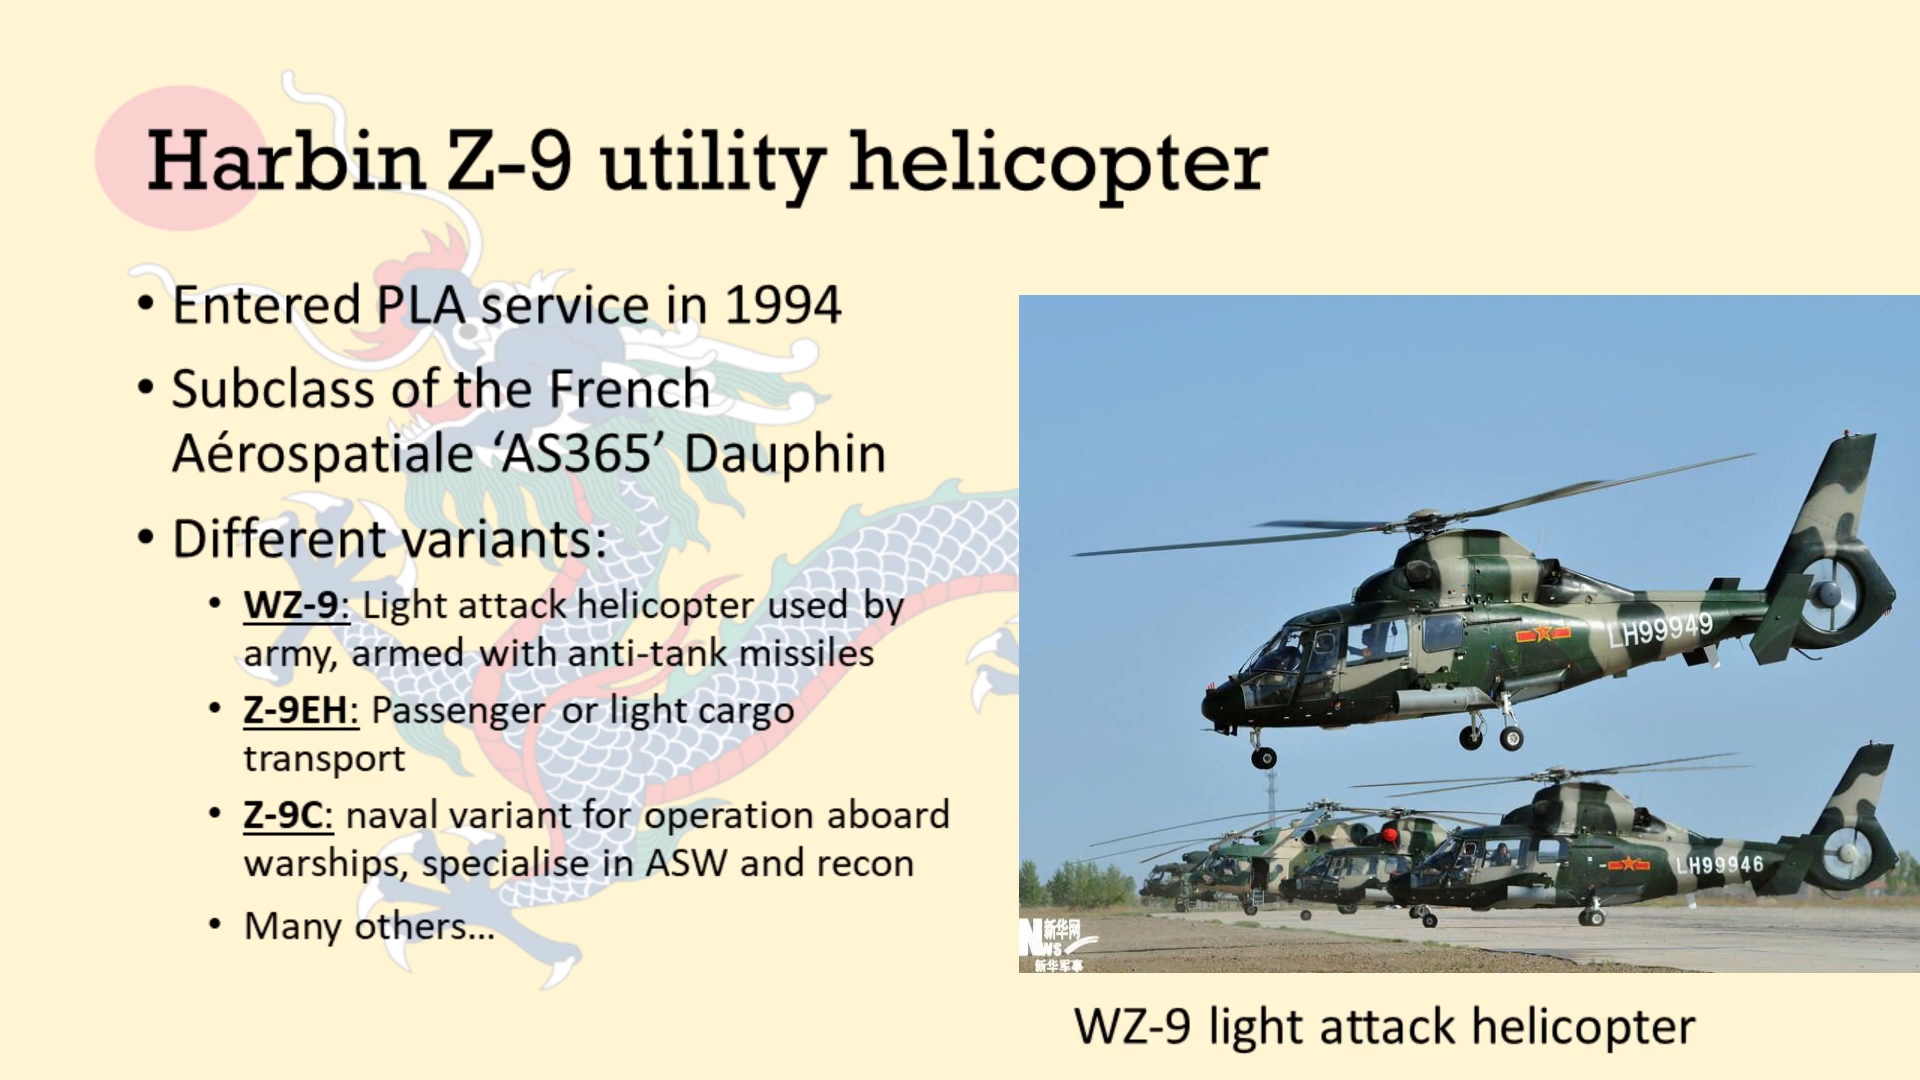 Harbin Z-9 utility helicopter
• Entered PLA service in 1994
• Subclass of the French
Aérospatiale ‘AS365’ Dauphin
• Different variants:
• WZ-9: Light attack helicopter used by
army, armed with anti-tank missiles
• Z-9EH: Passenger or light cargo
transport
• Z-9C: naval variant for operation aboard
warships, specialise in ASW and recon
• Many others…
LH99949
LH99946
新华网
NWS
新华军事
WZ-9 light attack helicopter